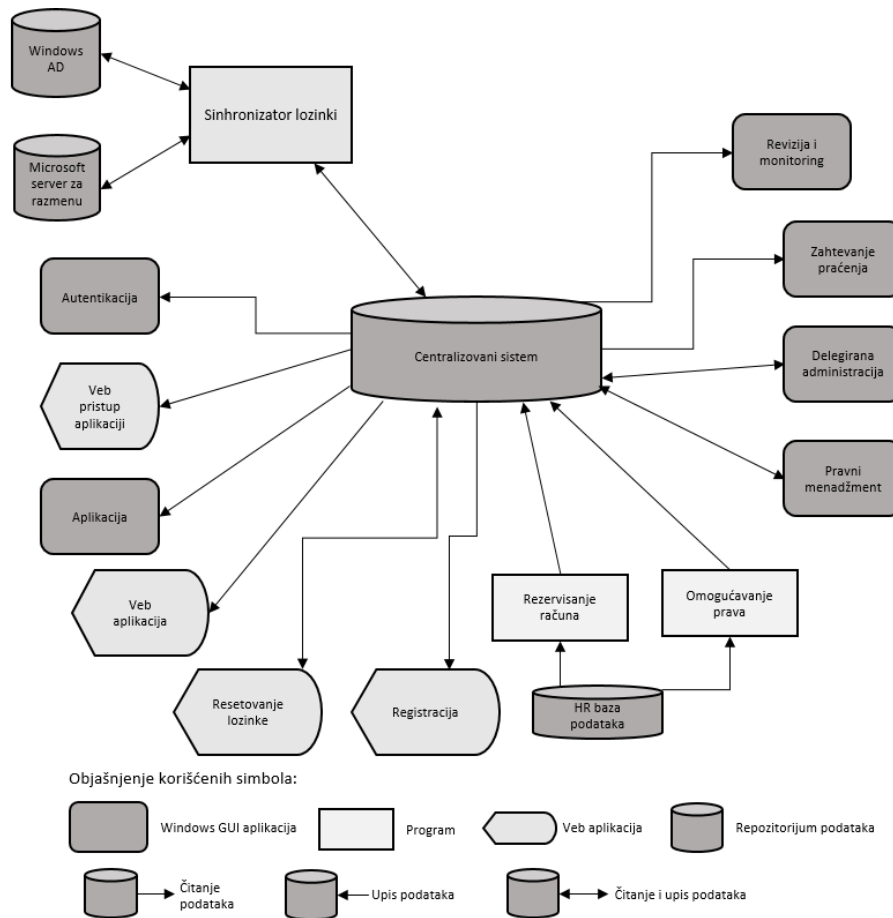 Windows
AD
Sinhronizator lozinki
Microsoft
server za
razmenu
Revizija i
monitoring
Zahtevanje
praćenja
Autentikacija
Centralizovani sistem
Delegirana
administracija
Veb
pristup
aplikaciji
Pravni
menadžment
Aplikacija
Veb
aplikacija
Rezervisanje
računa
Omogućavanje
prava
Resetovanje
lozinke
Registracija
HR baza
podataka
Objašnjenje korišćenih simbola:
Windows GUI aplikacija
Program
Veb aplikacija
Repozitorijum podataka
Čitanje
podataka
Upis podataka
Čitanje i upis podataka